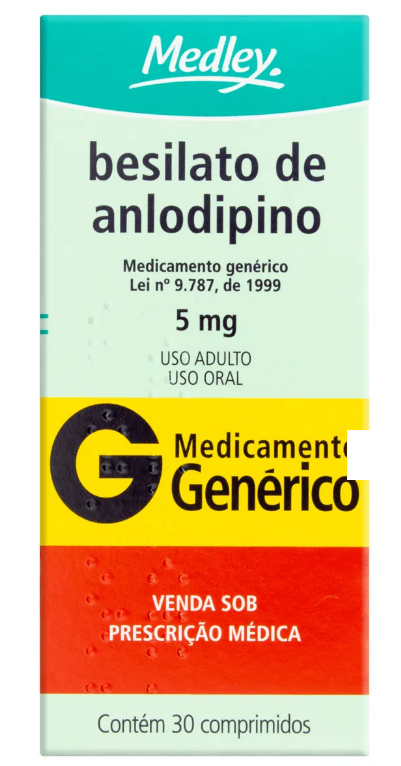 Medley.
besilato de
anlodipino
Medicamento genérico
Lei nº 9.787, de 1999
5 mg
USO ADULTO
USO ORAL
G
Medicament
Genérico
VENDA SOB
PRESCRIÇÃO MÉDICA
Contém 30 comprimidos